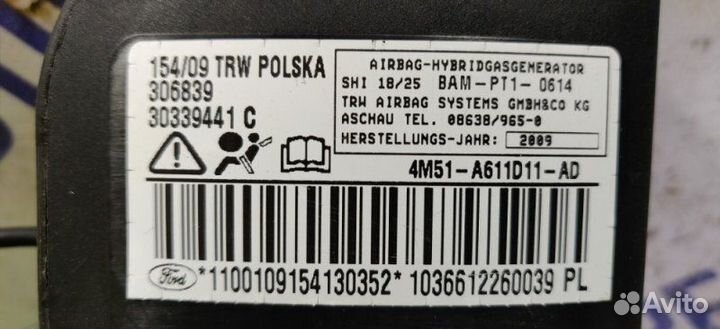 154/09 TRW POLSKA
306839
30339441 C
AIRBAG-HYBRIDGASGENERATOR
SHI 18/25 BAM-PT1-0614
TRW AIRBAG SYSTEMS GMBH&CO KG
ASCHAU TEL. 08638/965-0
HERSTELLUNGS-JAHR: 2009
4M51-A611D11-AD
Ford *1100109154130352* 1036612260039 PL
Avito